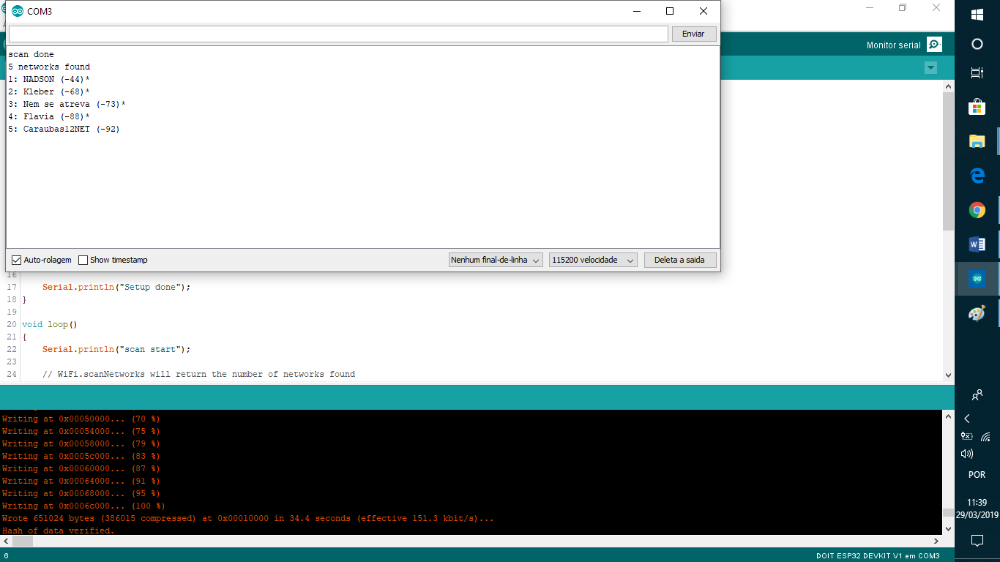 COM3
Enviar
scan done
5 networks found
1: NADSON (-44)*
2: Kleber (-68)*
3: Nem se atreva (-73)*
4: Flavia (-88)*
5: Caraubas12NET (-92)
Auto-rolagem
Show timestamp
Nenhum final-de-linha
115200 velocidade
Deleta a saida
Monitor serial
16
17 Serial.println("Setup done");
18 }
19
20 void loop()
21 {
22 Serial.println("scan start");
23
24 // WiFi.scanNetworks will return the number of networks found
Writing at 0x00050000... (70 %)
Writing at 0x00054000... (75 %)
Writing at 0x00058000... (79 %)
Writing at 0x0005c000... (83 %)
Writing at 0x00060000... (87 %)
Writing at 0x00064000... (91 %)
Writing at 0x00068000... (95 %)
Writing at 0x0006c000... (100 %)
Wrote 651024 bytes (386015 compressed) at 0x00010000 in 34.4 seconds (effective 151.3 kbit/s)...
Hash of data verified.
6
DOIT ESP32 DEVKIT V1 em COM3
POR
11:39
29/03/2019